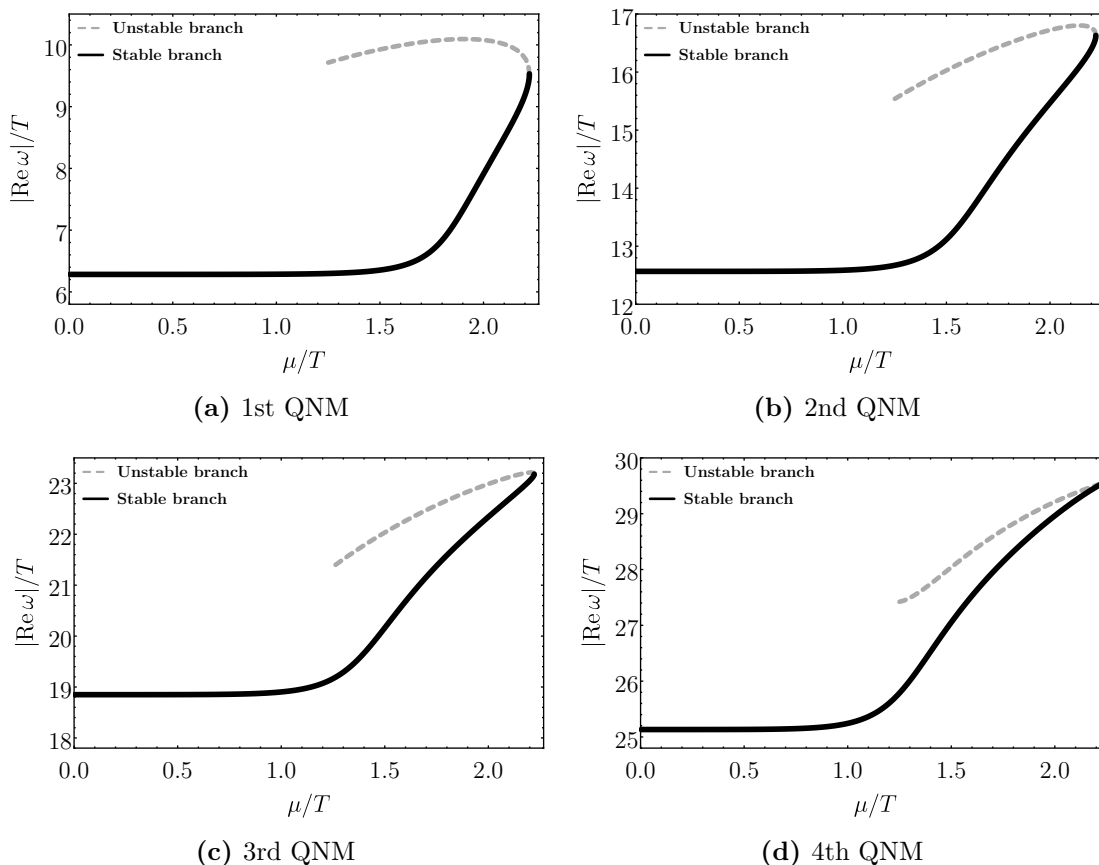 Unstable branch
Stable branch
|Re ω|/T
10
9
8
7
6
0.0 0.5 1.0 1.5 2.0
μ/T
(a) 1st QNM
Unstable branch
Stable branch
|Re ω|/T
17
16
15
14
13
12
0.0 0.5 1.0 1.5 2.0
μ/T
(b) 2nd QNM
Unstable branch
Stable branch
|Re ω|/T
23
22
21
20
19
18
0.0 0.5 1.0 1.5 2.0
μ/T
(c) 3rd QNM
Unstable branch
Stable branch
|Re ω|/T
30
29
28
27
26
25
0.0 0.5 1.0 1.5 2.0
μ/T
(d) 4th QNM